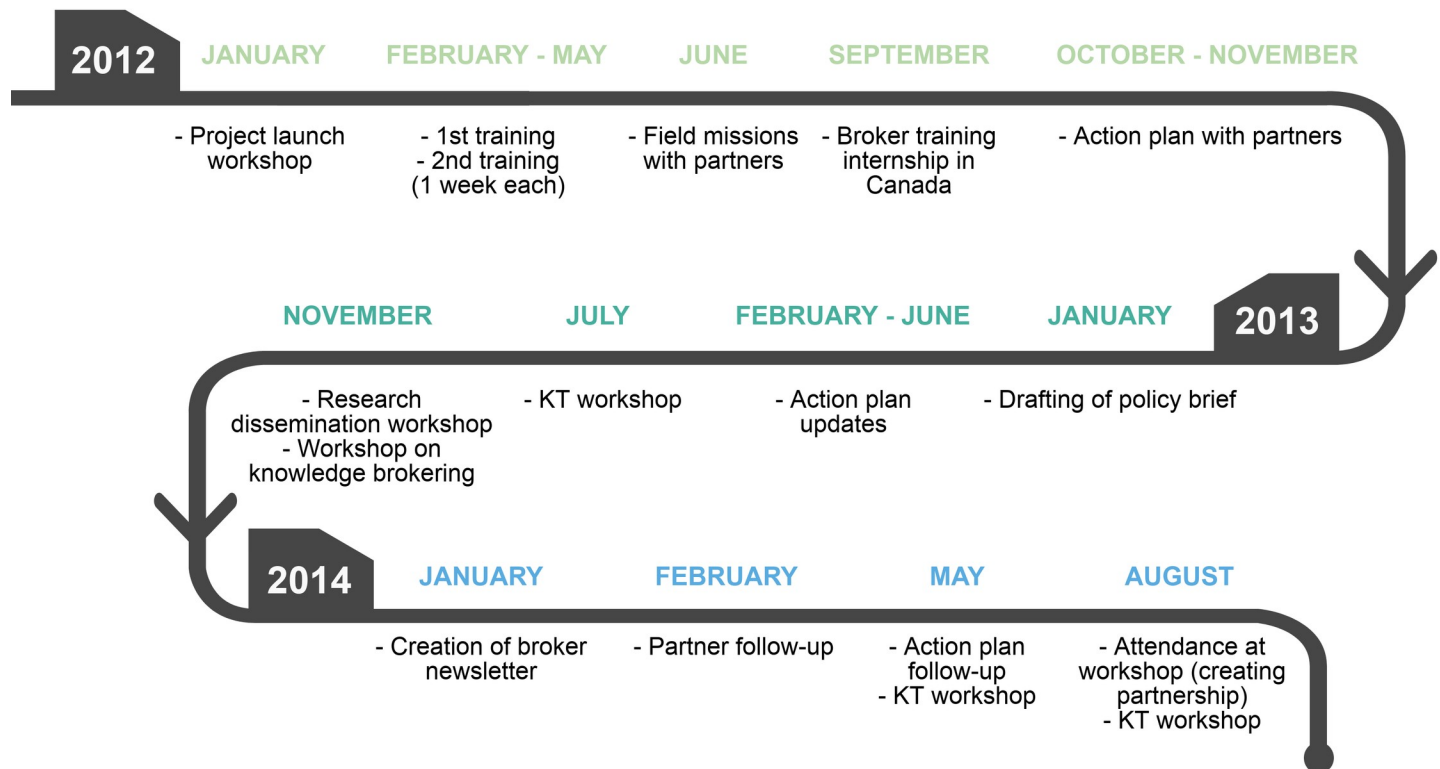 2012
JANUARY
FEBRUARY - MAY
JUNE
SEPTEMBER
OCTOBER - NOVEMBER
- Project launch
workshop
- 1st training
- 2nd training
(1 week each)
- Field missions
with partners
- Broker training
internship in
Canada
- Action plan with partners
2013
JANUARY
FEBRUARY - JUNE
JULY
NOVEMBER
- Drafting of policy brief
- Action plan
updates
- KT workshop
- Research
dissemination workshop
- Workshop on
knowledge brokering
2014
JANUARY
FEBRUARY
MAY
AUGUST
- Creation of broker
newsletter
- Partner follow-up
- Action plan
follow-up
- KT workshop
- Attendance at
workshop (creating
partnership)
- KT workshop